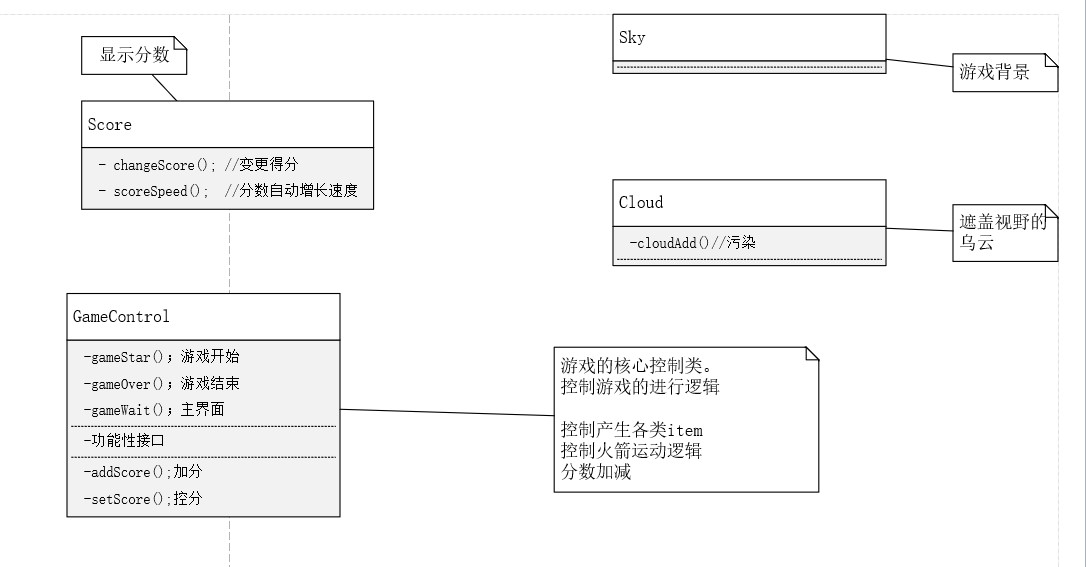 显示分数
Score
- changeScore(); //变更得分
- scoreSpeed(); //分数自动增长速度
Sky
游戏背景
Cloud
-cloudAdd()//污染
遮盖视野的
乌云
GameControl
-gameStar(); 游戏开始
-gameOver(); 游戏结束
-gameWait(); 主界面
-功能性接口
-addScore();加分
-setScore();控分
游戏的核心控制类。
控制游戏的进行逻辑
控制产生各类item
控制火箭运动逻辑
分数加减